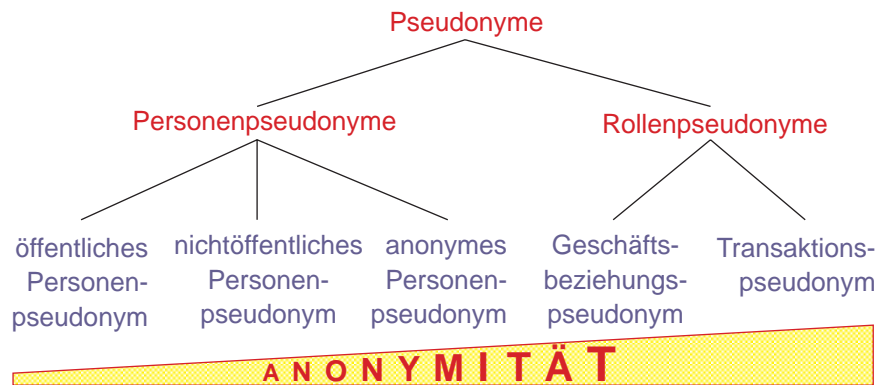 Pseudonyme
Personenpseudonyme
Rollenpseudonyme
öffentliches
Personen-
pseudonym
nichtöffentliches
Personen-
pseudonym
anonymes
Personen-
pseudonym
Geschäfts-
beziehungs-
pseudonym
Transaktions-
pseudonym
ANONYMITÄT